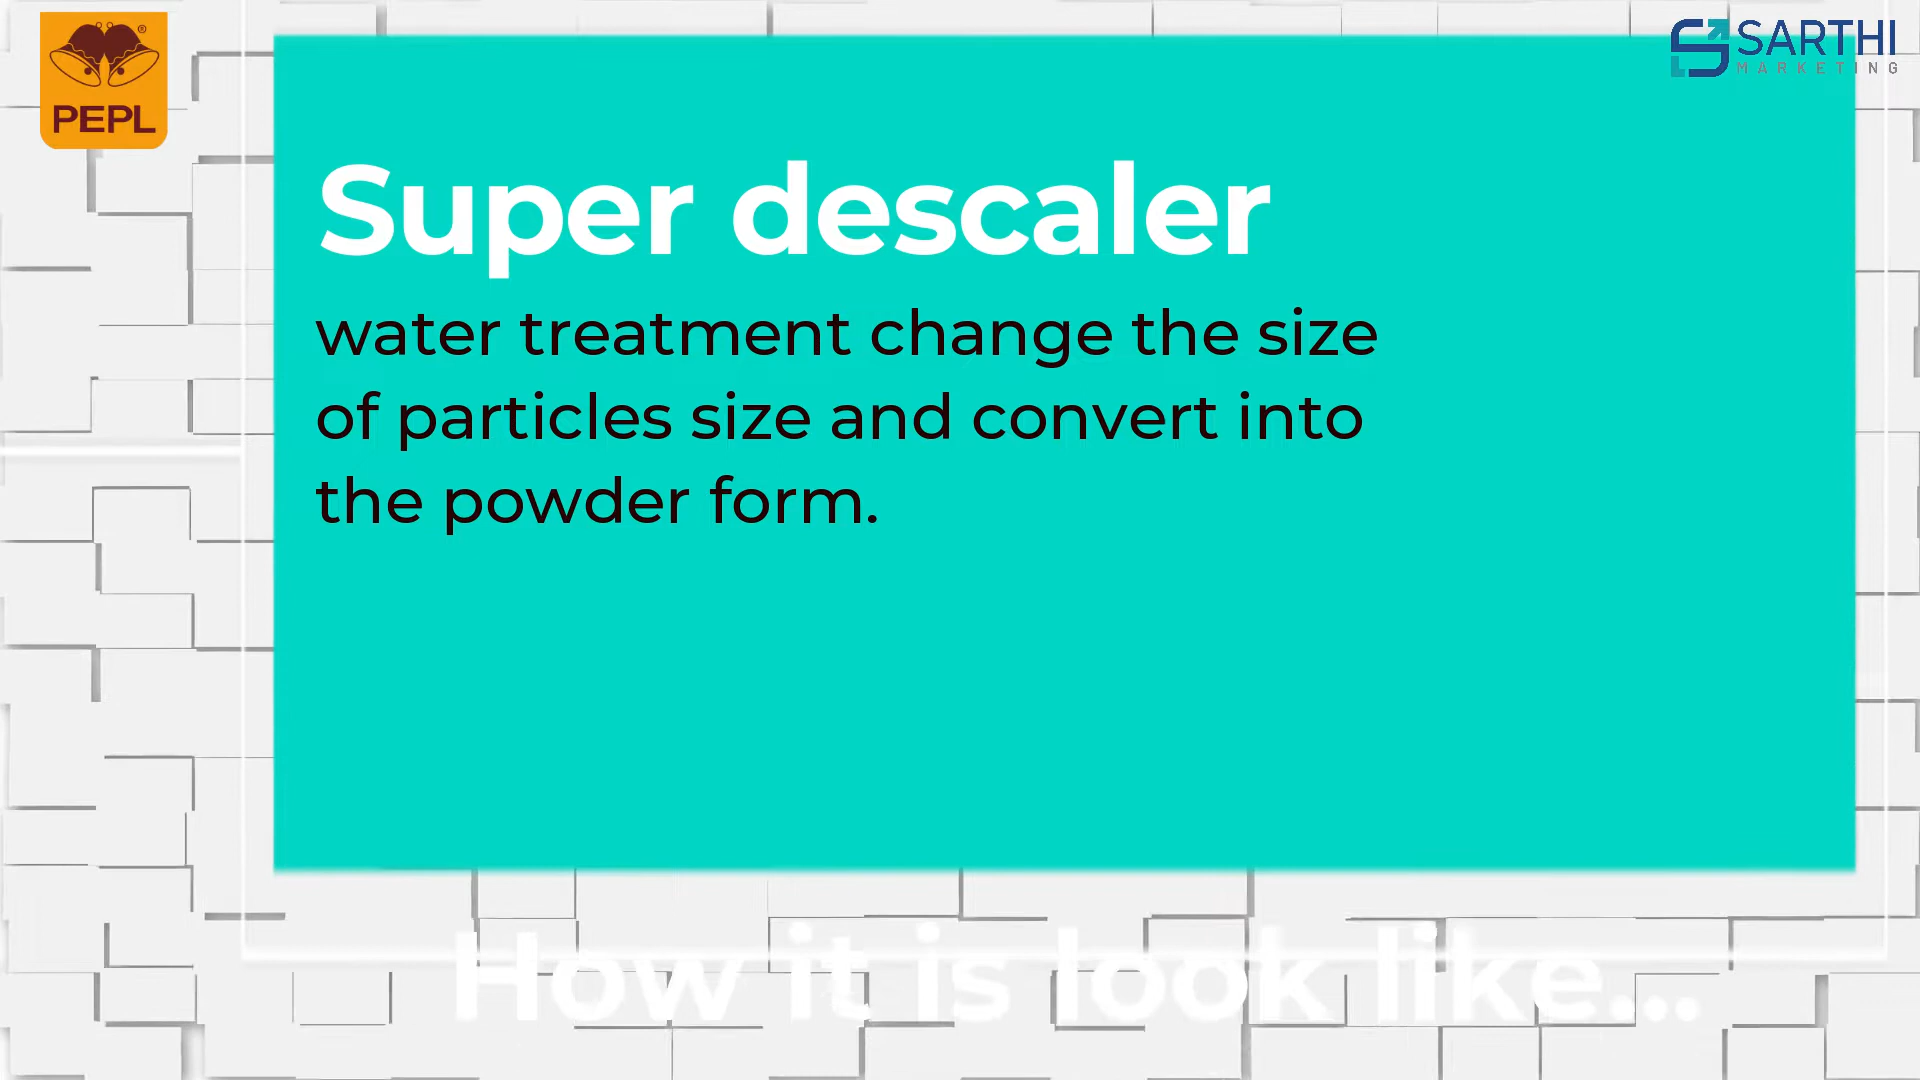 PEPL
SARTHI
MARKETING
Super descaler
water treatment change the size
of particles size and convert into
the powder form.
How it is look like...